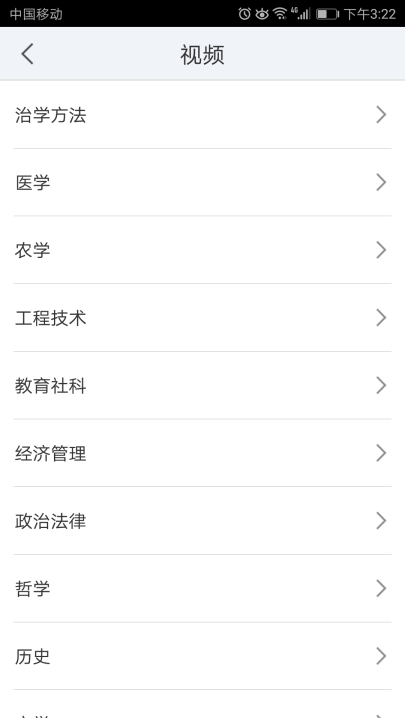 中国移动 4G 下午3:22
视频
治学方法
医学
农学
工程技术
教育社科
经济管理
政治法律
哲学
历史